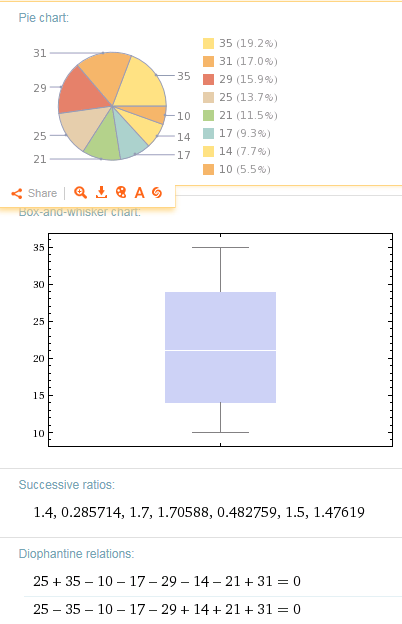 Pie chart:
31
29
25
21
35
10
14
17
35 (19.2%)
31 (17.0%)
29 (15.9%)
25 (13.7%)
21 (11.5%)
17 (9.3%)
14 (7.7%)
10 (5.5%)
Share A
Box-and-whisker chart:
35
30
25
20
15
10
Successive ratios:
1.4, 0.285714, 1.7, 1.70588, 0.482759, 1.5, 1.47619
Diophantine relations:
25 + 35 − 10 − 17 − 29 − 14 − 21 + 31 = 0
25 − 35 − 10 − 17 − 29 + 14 + 21 + 31 = 0